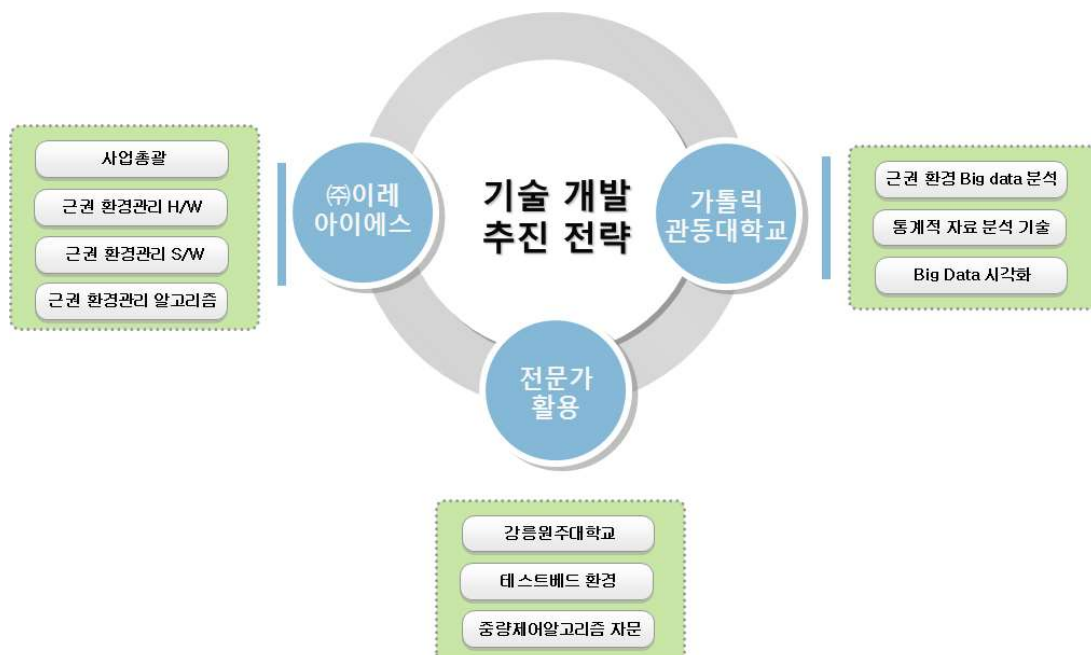 사업총괄
근권 환경관리 H/W
근권 환경관리 S/W
근권 환경관리 알고리즘
㈜이레
아이에스
기술 개발
추진 전략
가톨릭
관동대학교
근권 환경 Big data 분석
통계적 자료 분석 기술
Big Data 시각화
전문가
활용
강릉원주대학교
테스트베드 환경
중량제어알고리즘 자문